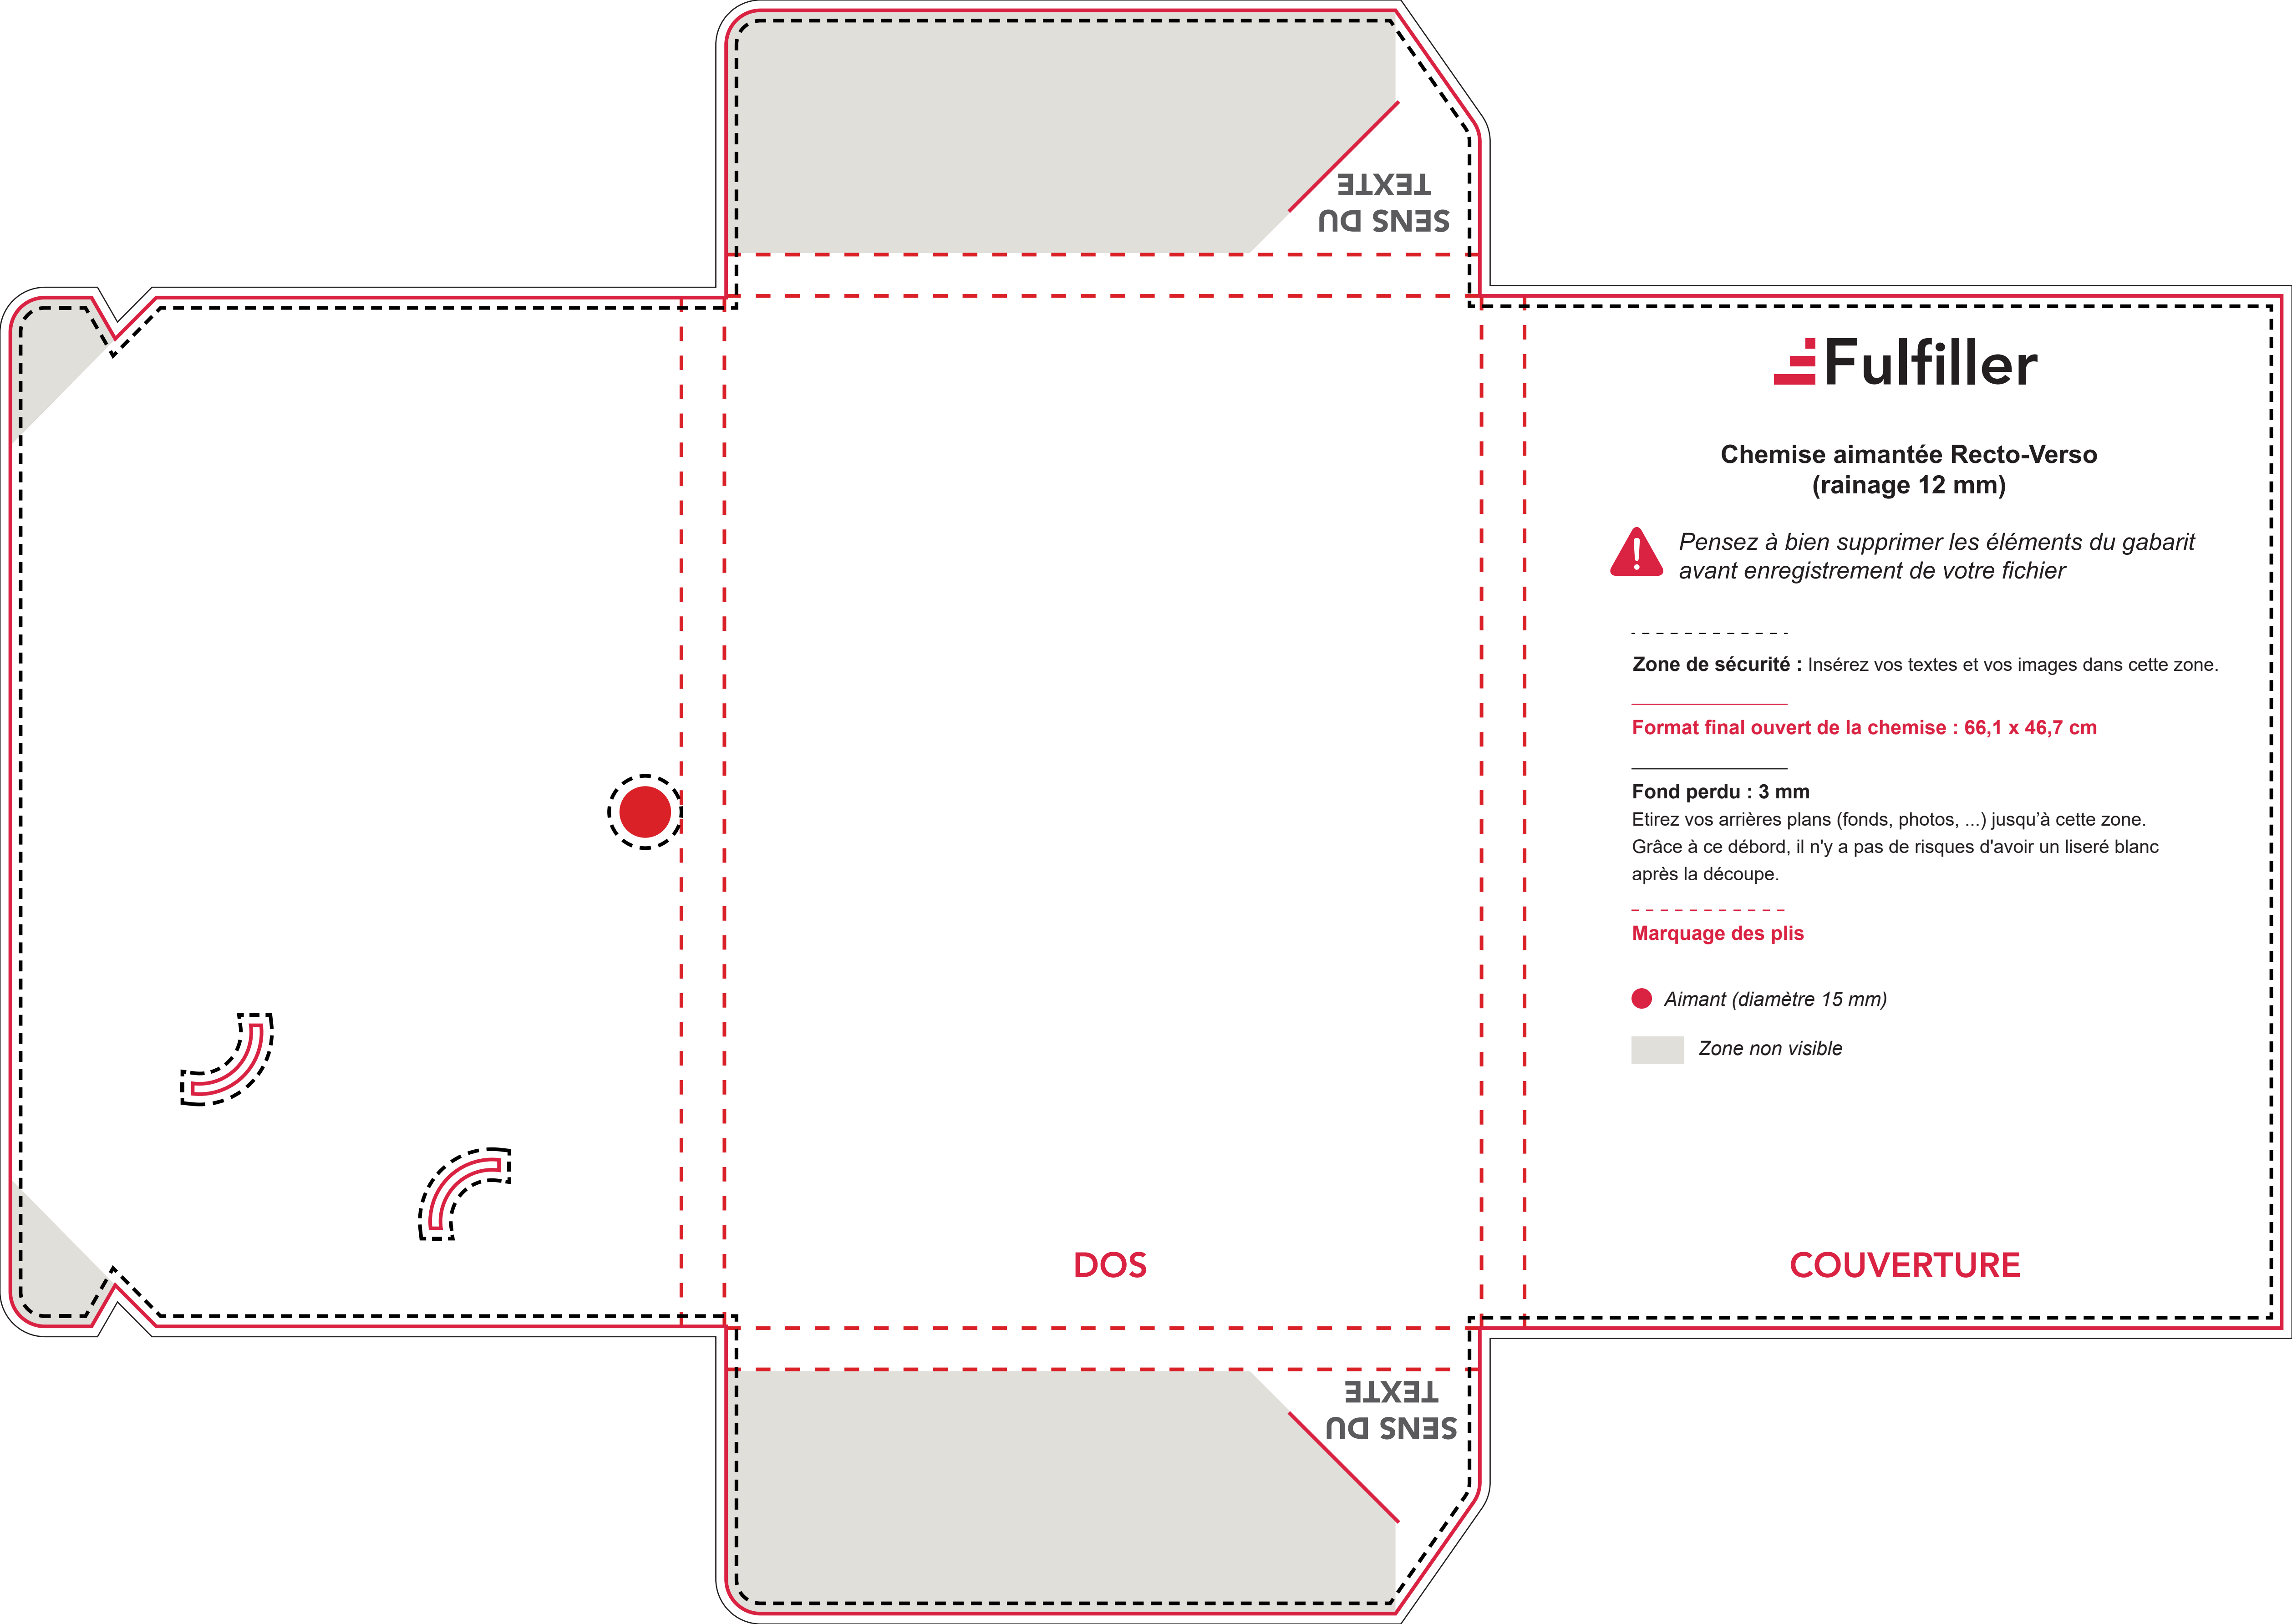 SENS DU
TEXTE
Fulfiller
Chemise aimantée Recto-Verso
(rainage 12 mm)
Pensez à bien supprimer les éléments du gabarit
avant enregistrement de votre fichier
Zone de sécurité : Insérez vos textes et vos images dans cette zone.
Format final ouvert de la chemise : 66,1 x 46,7 cm
Fond perdu : 3 mm
Etirez vos arrières plans (fonds, photos, ...) jusqu’à cette zone.
Grâce à ce débord, il n'y a pas de risques d'avoir un liseré blanc
après la découpe.
Marquage des plis
Aimant (diamètre 15 mm)
Zone non visible
DOS
COUVERTURE
SENS DU
TEXTE